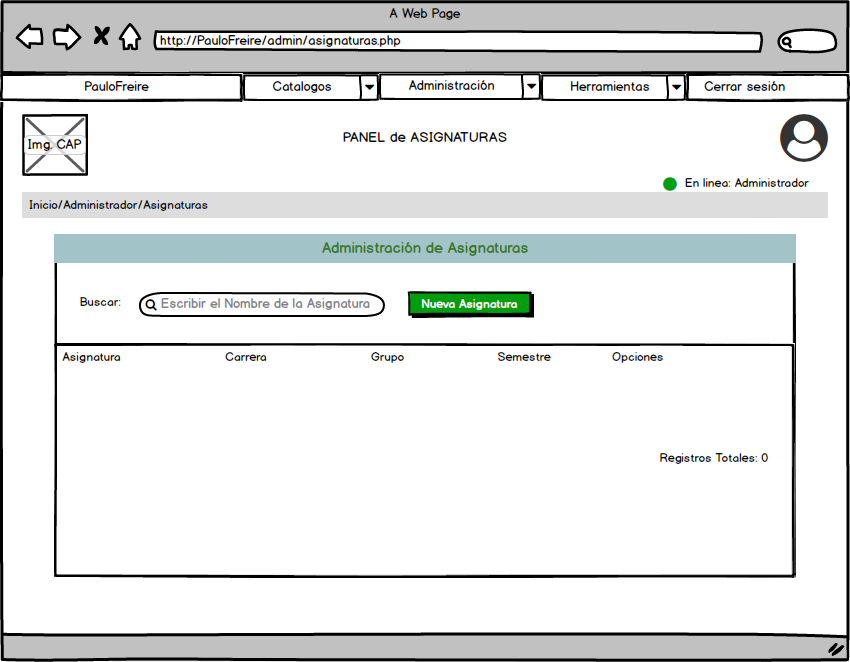 A Web Page
http://PauloFreire/admin/asignaturas.php
PauloFreire Catalogos Administración Herramientas Cerrar sesión
Img. CAP
PANEL de ASIGNATURAS
En linea: Administrador
Inicio/Administrador/Asignaturas
Administración de Asignaturas
Buscar: Escribir el Nombre de la Asignatura Nueva Asignatura
Asignatura Carrera Grupo Semestre Opciones
Registros Totales: 0